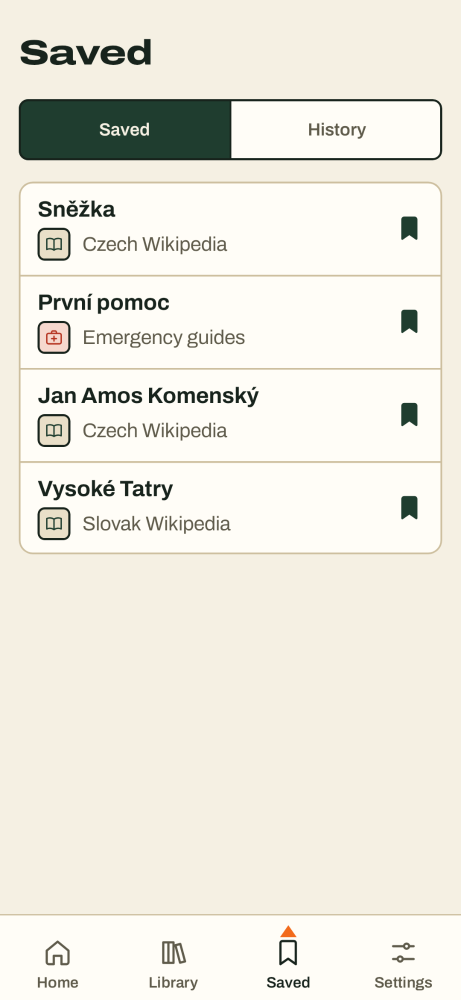 Saved
Saved
History
Sněžka
Czech Wikipedia
První pomoc
Emergency guides
Jan Amos Komenský
Czech Wikipedia
Vysoké Tatry
Slovak Wikipedia
Home
Library
Saved
Settings